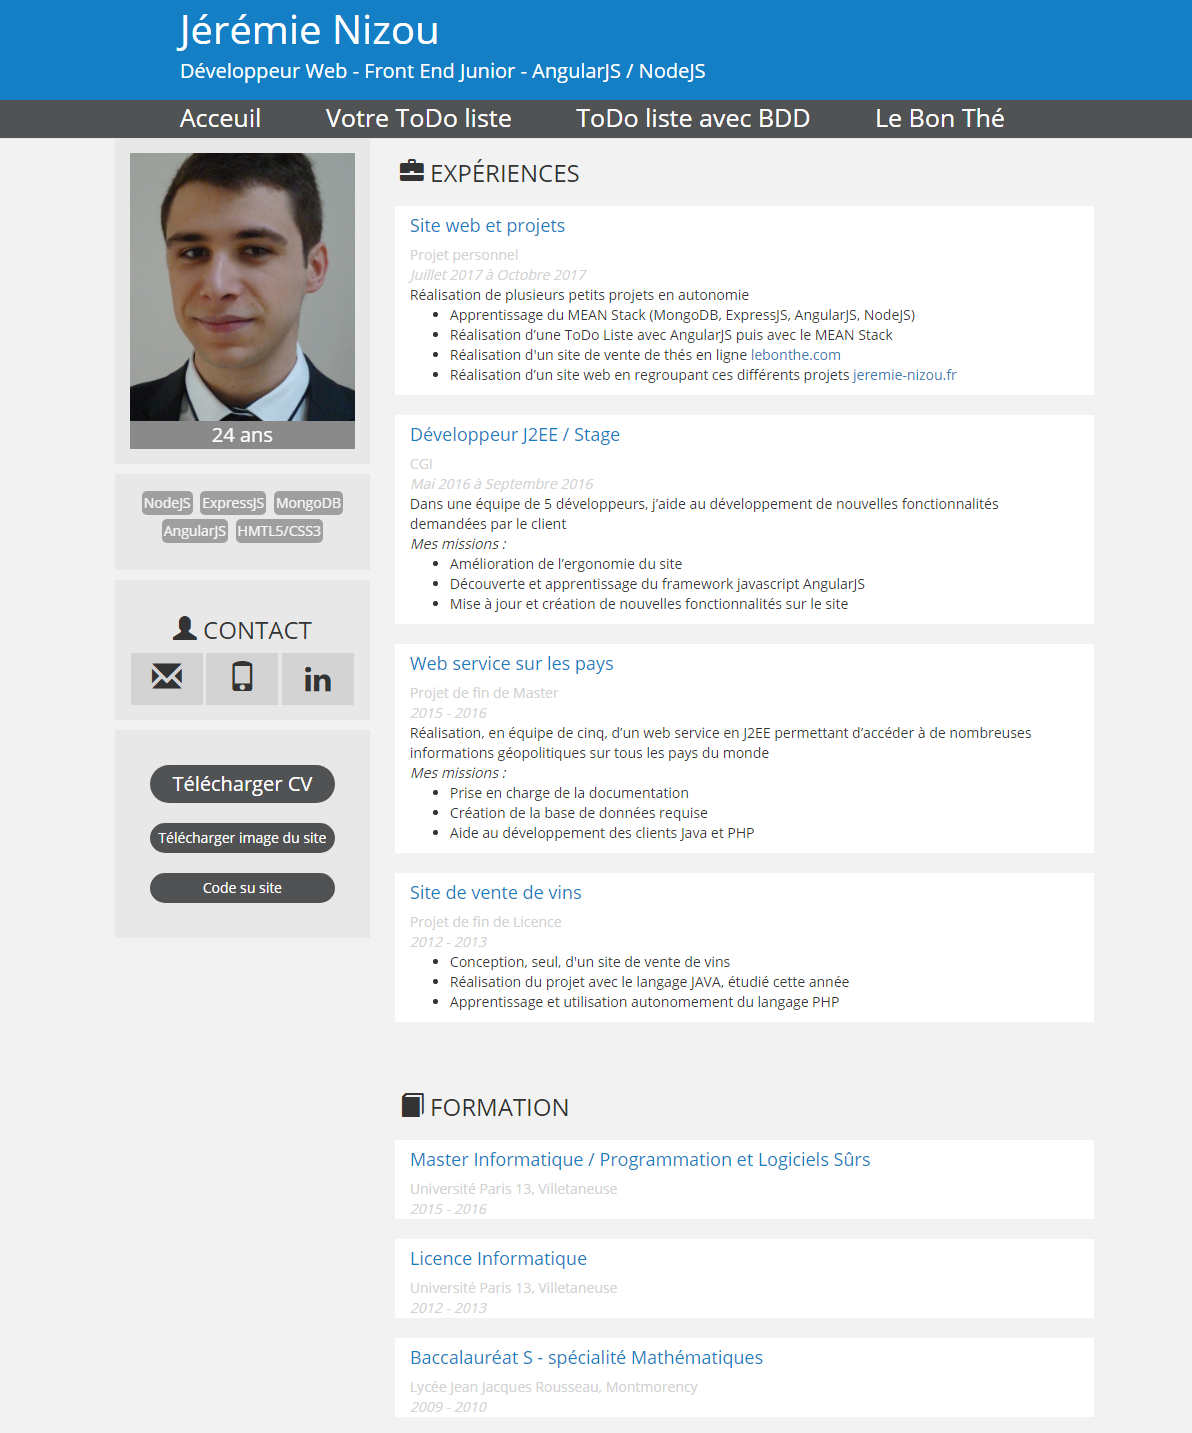 Jérémie Nizou
Développeur Web - Front End Junior - AngularJS / NodeJS
Acceuil Votre ToDo liste ToDo liste avec BDD Le Bon Thé
24 ans
NodeJS ExpressJS MongoDB
AngularJS HMTL5/CSS3
CONTACT
in
Télécharger CV
Télécharger image du site
Code su site
EXPÉRIENCES
Site web et projets
Projet personnel
Juillet 2017 à Octobre 2017
Réalisation de plusieurs petits projets en autonomie
Apprentissage du MEAN Stack (MongoDB, ExpressJS, AngularJS, NodeJS)
Réalisation d’une ToDo Liste avec AngularJS puis avec le MEAN Stack
Réalisation d'un site de vente de thés en ligne lebonthe.com
Réalisation d’un site web en regroupant ces différents projets jeremie-nizou.fr
Développeur J2EE / Stage
CGI
Mai 2016 à Septembre 2016
Dans une équipe de 5 développeurs, j’aide au développement de nouvelles fonctionnalités
demandées par le client
Mes missions :
Amélioration de l’ergonomie du site
Découverte et apprentissage du framework javascript AngularJS
Mise à jour et création de nouvelles fonctionnalités sur le site
Web service sur les pays
Projet de fin de Master
2015 - 2016
Réalisation, en équipe de cinq, d’un web service en J2EE permettant d’accéder à de nombreuses
informations géopolitiques sur tous les pays du monde
Mes missions :
Prise en charge de la documentation
Création de la base de données requise
Aide au développement des clients Java et PHP
Site de vente de vins
Projet de fin de Licence
2012 - 2013
Conception, seul, d'un site de vente de vins
Réalisation du projet avec le langage JAVA, étudié cette année
Apprentissage et utilisation autonomement du langage PHP
FORMATION
Master Informatique / Programmation et Logiciels Sûrs
Université Paris 13, Villetaneuse
2015 - 2016
Licence Informatique
Université Paris 13, Villetaneuse
2012 - 2013
Baccalauréat S - spécialité Mathématiques
Lycée Jean Jacques Rousseau, Montmorency
2009 - 2010